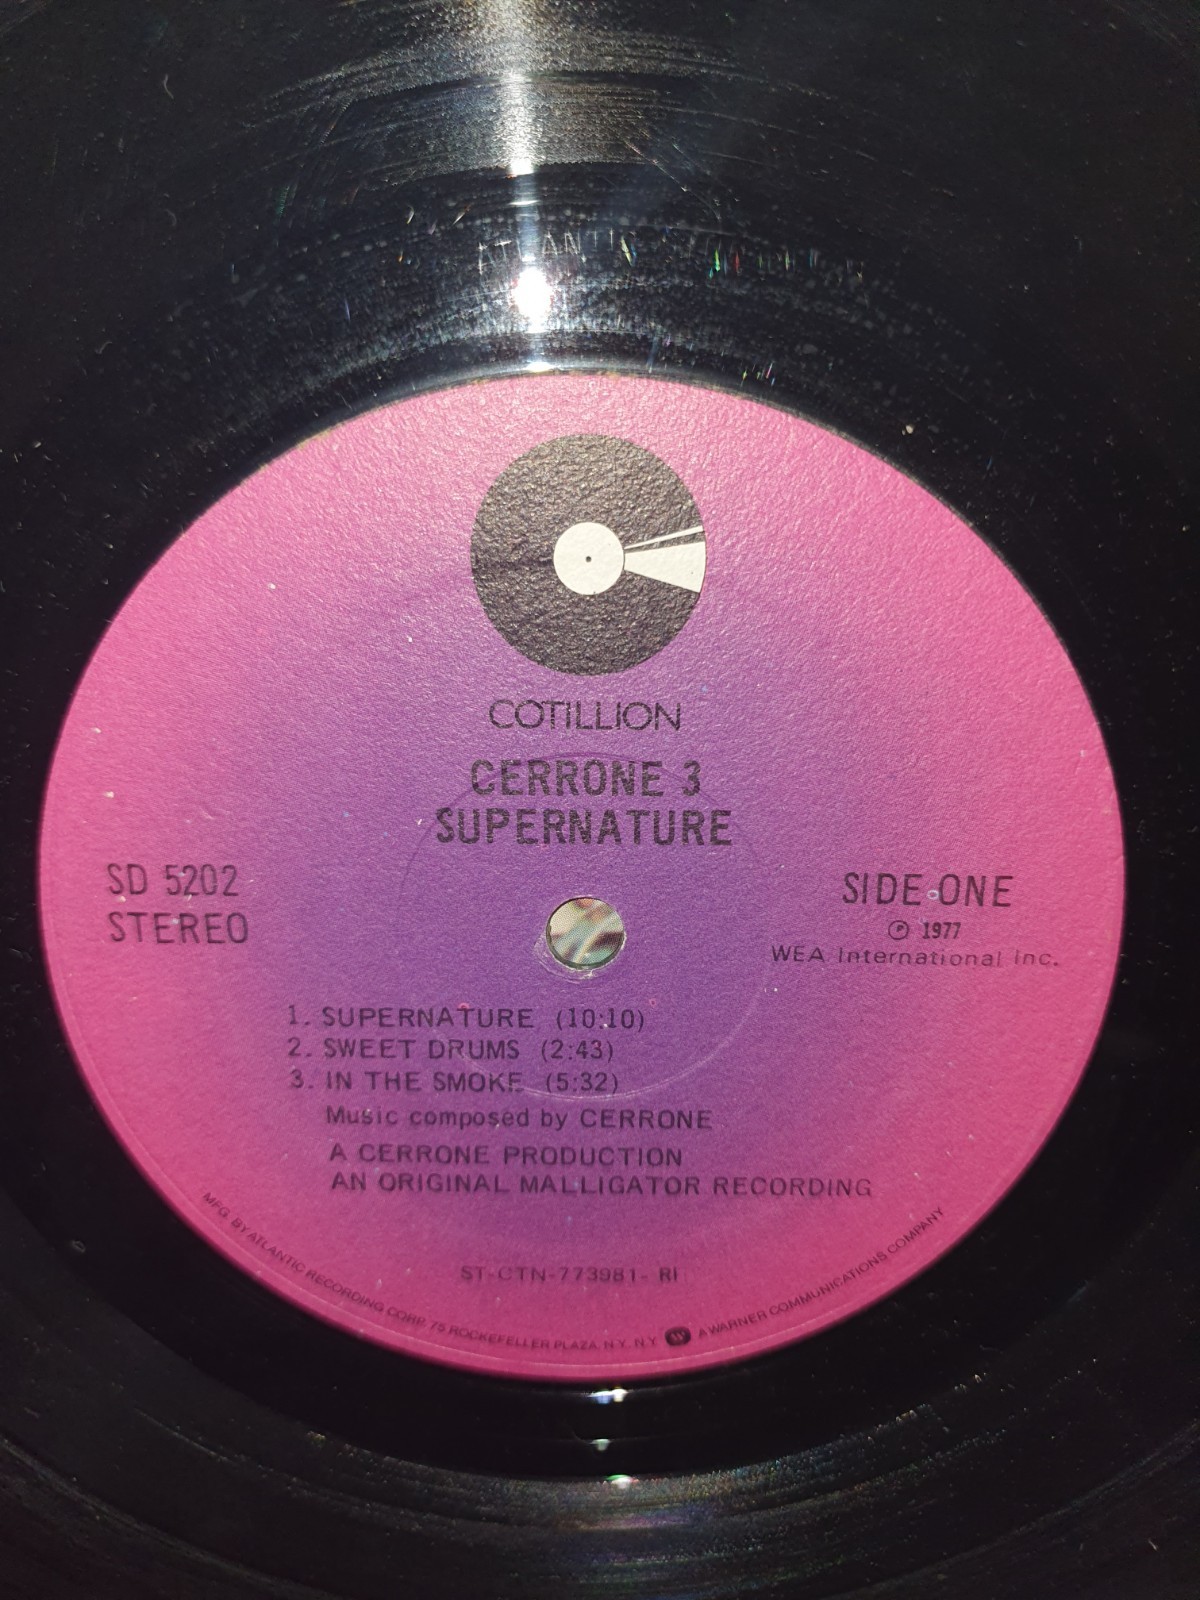 COTILLION
CERRONE 3
SUPERNATURE
SD 5202
STEREO
SIDE ONE
Ⓟ 1977
WEA International Inc.
1. SUPERNATURE (10:10)
2. SWEET DRUMS (2:43)
3. IN THE SMOKE (5:32)
Music composed by CERRONE
A CERRONE PRODUCTION
AN ORIGINAL MALLIGATOR RECORDING
ST-CTN-773981-RI
MFG. BY ATLANTIC RECORDING CORP. 75 ROCKEFELLER PLAZA, N.Y. N.Y. A WARNER COMMUNICATIONS COMPANY